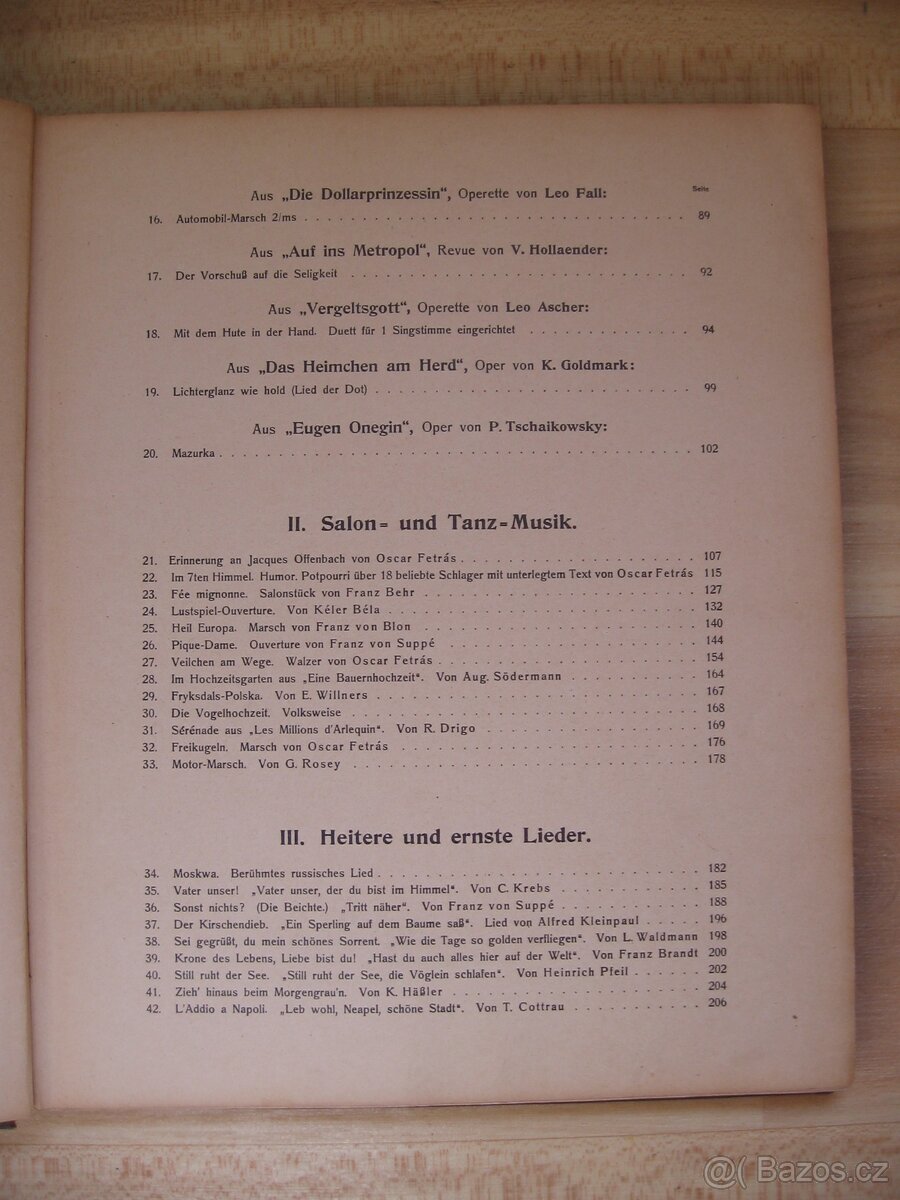 Seite
Aus „Die Dollarprinzessin“, Operette von Leo Fall:
16. Automobil-Marsch 2/ms . . . . . . . . . . 89
Aus „Auf ins Metropol“, Revue von V. Hollaender:
17. Der Vorschuß auf die Seligkeit . . . . . . . . . . 92
Aus „Vergeltsgott“, Operette von Leo Ascher:
18. Mit dem Hute in der Hand. Duett für 1 Singstimme eingerichtet . . . . . . . . . . 94
Aus „Das Heimchen am Herd“, Oper von K. Goldmark:
19. Lichterglanz wie hold (Lied der Dot) . . . . . . . . . . 99
Aus „Eugen Onegin“, Oper von P. Tschaikowsky:
20. Mazurka . . . . . . . . . . 102
II. Salon= und Tanz=Musik.
21. Erinnerung an Jacques Offenbach von Oscar Fetrás . . . . . . . . . . 107
22. Im 7ten Himmel. Humor. Potpourri über 18 beliebte Schlager mit unterlegtem Text von Oscar Fetrás 115
23. Fée mignonne. Salonstück von Franz Behr . . . . . . . . . . 127
24. Lustspiel-Ouverture. Von Kéler Béla . . . . . . . . . . 132
25. Heil Europa. Marsch von Franz von Blon . . . . . . . . . . 140
26. Pique-Dame. Ouverture von Franz von Suppé . . . . . . . . . . 144
27. Veilchen am Wege. Walzer von Oscar Fetrás . . . . . . . . . . 154
28. Im Hochzeitsgarten aus „Eine Bauernhochzeit“. Von Aug. Södermann . . . . . . . . . . 164
29. Fryksdals-Polska. Von E. Willners . . . . . . . . . . 167
30. Die Vogelhochzeit. Volksweise . . . . . . . . . . 168
31. Sérénade aus „Les Millions d'Arlequin“. Von R. Drigo . . . . . . . . . . 169
32. Freikugeln. Marsch von Oscar Fetrás . . . . . . . . . . 176
33. Motor-Marsch. Von G. Rosey . . . . . . . . . . 178
III. Heitere und ernste Lieder.
34. Moskwa. Berühmtes russisches Lied . . . . . . . . . . 182
35. Vater unser! „Vater unser, der du bist im Himmel“. Von C. Krebs . . . . . . . . . . 185
36. Sonst nichts? (Die Beichte.) „Tritt näher“. Von Franz von Suppé . . . . . . . . . . 188
37. Der Kirschendieb. „Ein Sperling auf dem Baume saß“. Lied von Alfred Kleinpaul . . . . . 196
38. Sei gegrüßt, du mein schönes Sorrent. „Wie die Tage so golden verfliegen“. Von L. Waldmann 198
39. Krone des Lebens, Liebe bist du! „Hast du auch alles hier auf der Welt“. Von Franz Brandt 200
40. Still ruht der See. „Still ruht der See, die Vöglein schlafen“. Von Heinrich Pfeil . . . . . 202
41. Zieh' hinaus beim Morgengrau'n. Von K. Häßler . . . . . . . . . . 204
42. L'Addio a Napoli. „Leb wohl, Neapel, schöne Stadt“. Von T. Cottrau . . . . . . . . . . 206
@( Bazos.cz